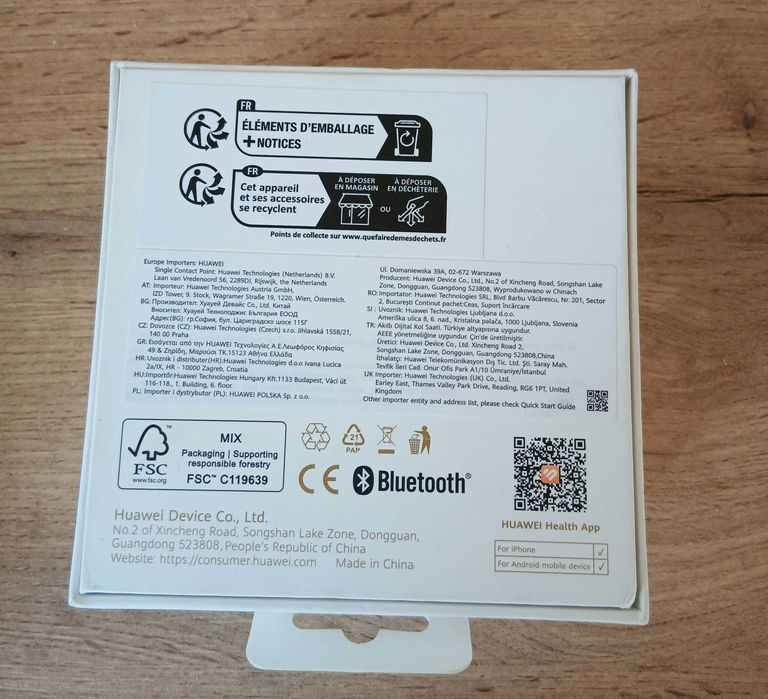 FR
ÉLÉMENTS D'EMBALLAGE
+NOTICES
FR
Cet appareil
et ses accessoires
se recyclent
À DÉPOSER
EN MAGASIN
OU
À DÉPOSER
EN DÉCHÈTERIE
Points de collecte sur www.quefairedemesdechets.fr
Europe Importers: HUAWEI
Single Contact Point: Huawei Technologies (Netherlands) B.V.
Laan van Vredenoord 56, 2289DJ, Rijswijk, the Netherlands
AT: Importeur: Huawei Technologies Austria GmbH,
IZD Tower, 9. Stock, Wagramer Straße 19, 1220, Wien, Österreich.
BG: Производител: Хуауей Девайс Ко., Ltd. Китай
Вносител: Хуауей Технолоджис България ЕООД
Адрес(BG): гр.София, бул. Цариградско шосе 115Г
CZ: Dovozce (CZ): Huawei Technologies (Czech) s.r.o. Jihlavská 1558/21,
140 00 Praha
GR: Εισάγεται από την HUAWEI Τεχνολογίες Α.Ε.Λεωφόρος Κηφισίας
49 & Ζηρίδη, Μαρούσι ΤΚ.15123 Αθήνα Ελλάδα
HR: Uvoznik i distributer(HR):Huawei Technologies d.o.o Ivana Lucica
2a/IX, HR - 10000 Zagreb, Croatia
HU:Importőr:Huawei Technologies Hungary Kft.1133 Budapest, Váci út
116-118., 1. Building, 6. floor.
PL: Importer i dystrybutor (PL): HUAWEI POLSKA Sp. z o.o.
Ul. Domaniewska 39A, 02-672 Warszawa
Producent: Huawei Device Co., Ltd., No.2 of Xincheng Road, Songshan Lake
Zone, Dongguan, Guangdong 523808, Wyprodukowano w Chinach
RO:Importator: Huawei Technologies SRL, Blvd Barbu Văcărescu, Nr. 201, Sector
2, București Continut pachet:Ceas, Suport încărcare
SI : Uvoznik: Huawei Technologies Ljubljana d.o.o.
Ameriška ulica 8, 6. nad., Kristalna palača, 1000 Ljubljana, Slovenia
TR: Akıllı Dijital Kol Saati. Türkiye altyapısına uygundur.
AEEE yönetmeliğine uygundur. Çin'de üretilmiştir.
Üretici: Huawei Device Co., Ltd. Xincheng Road 2,
Songshan Lake Zone, Dongguan, Guangdong 523808,China
İthalatçı: Huawei Telekomünikasyon Dış Tic. Ltd. Şti. Saray Mah.
Tevfik İleri Cad. Onur Ofis Park A1/10 Ümraniye/İstanbul
UK Importer: Huawei Technologies (UK) Co., Ltd.
Earley East, Thames Valley Park Drive, Reading, RG6 1PT, United
Kingdom
Other importer entity and address list, please check Quick Start Guide
FSC™
www.fsc.org
MIX
Packaging | Supporting
responsible forestry
FSC™ C119639
21
PAP
CE
Bluetooth®
Huawei Device Co., Ltd.
No.2 of Xincheng Road, Songshan Lake Zone, Dongguan,
Guangdong 523808, People's Republic of China
Website: https://consumer.huawei.com Made in China
HUAWEI Health App
For iPhone ✓
For Android mobile device ✓